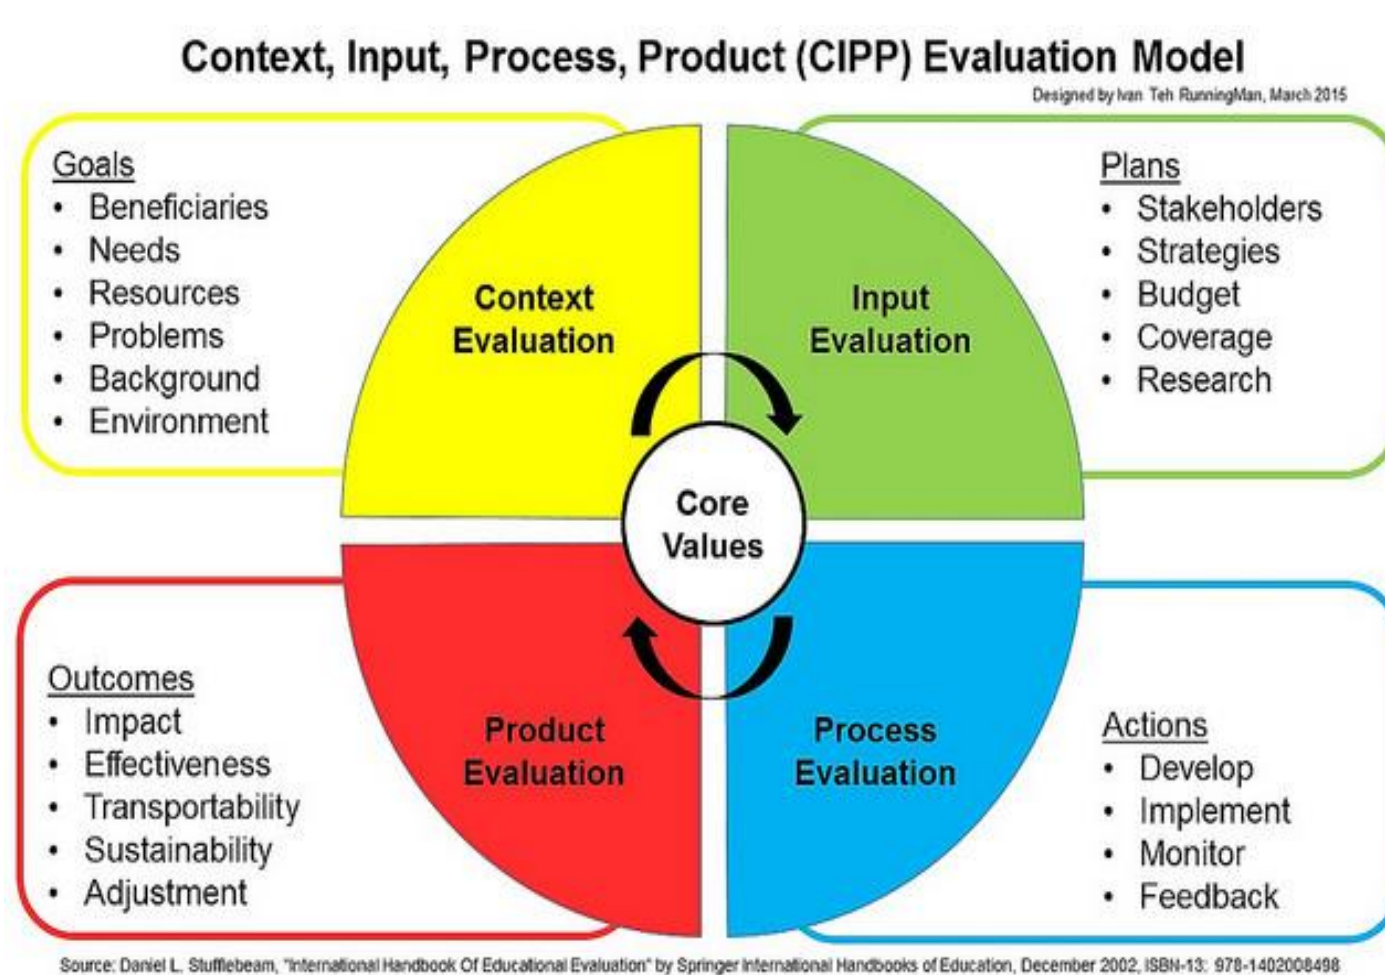 Context, Input, Process, Product (CIPP) Evaluation Model
Designed by Ivan Teh RunningMan, March 2015
Goals
• Beneficiaries
• Needs
• Resources
• Problems
• Background
• Environment
Context
Evaluation
Input
Evaluation
Plans
• Stakeholders
• Strategies
• Budget
• Coverage
• Research
Core
Values
Outcomes
• Impact
• Effectiveness
• Transportability
• Sustainability
• Adjustment
Product
Evaluation
Process
Evaluation
Actions
• Develop
• Implement
• Monitor
• Feedback
Source: Daniel L. Stufflebeam, "International Handbook Of Educational Evaluation" by Springer International Handbooks of Education, December 2002, ISBN-13: 978-1402008498